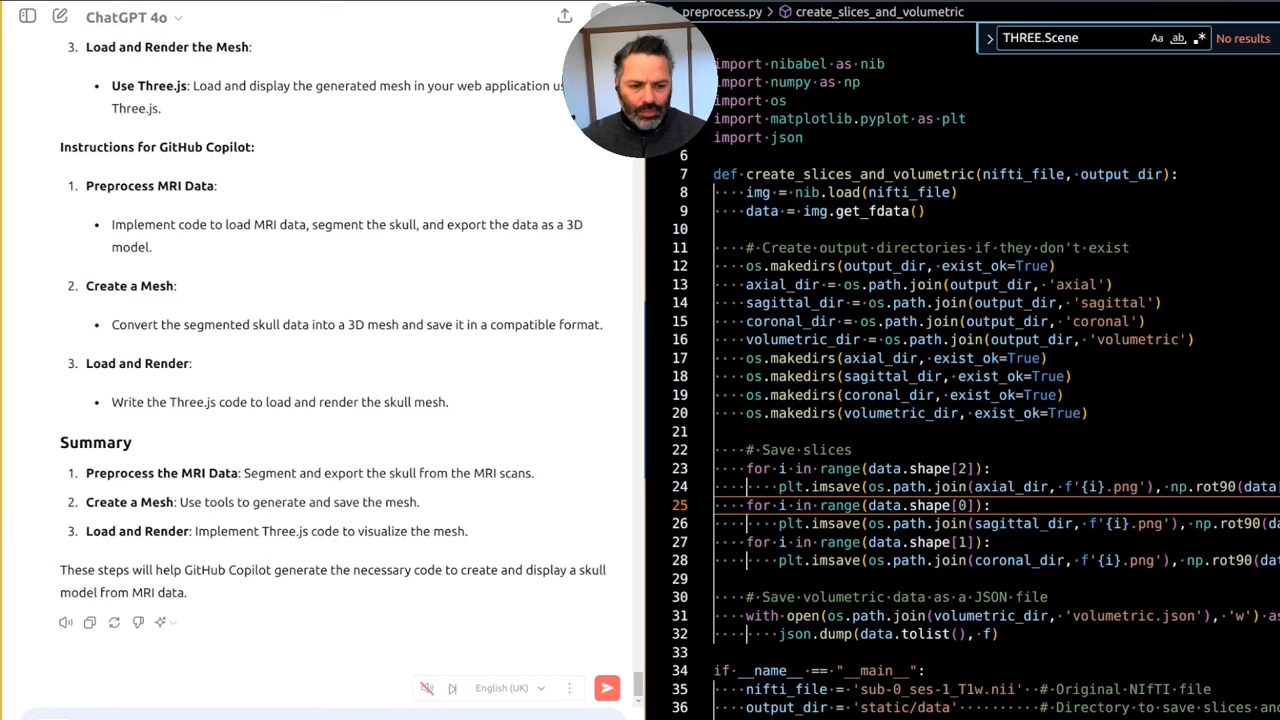 ChatGPT 4o
3. Load and Render the Mesh:
• Use Three.js: Load and display the generated mesh in your web application
Three.js.
Instructions for GitHub Copilot:
1. Preprocess MRI Data:
• Implement code to load MRI data, segment the skull, and export the data as a 3D
model.
2. Create a Mesh:
• Convert the segmented skull data into a 3D mesh and save it in a compatible format.
3. Load and Render:
• Write the Three.js code to load and render the skull mesh.
Summary
1. Preprocess the MRI Data: Segment and export the skull from the MRI scans.
2. Create a Mesh: Use tools to generate and save the mesh.
3. Load and Render: Implement Three.js code to visualize the mesh.
These steps will help GitHub Copilot generate the necessary code to create and display a skull
model from MRI data.
English (UK)
preprocess.py > create_slices_and_volumetric
THREE.Scene Aa ab .* No results
import nibabel as nib
import numpy as np
import os
import matplotlib.pyplot as plt
import json
6
7 def create_slices_and_volumetric(nifti_file, output_dir):
8 img = nib.load(nifti_file)
9 data = img.get_fdata()
10
11 # Create output directories if they don't exist
12 os.makedirs(output_dir, exist_ok=True)
13 axial_dir = os.path.join(output_dir, 'axial')
14 sagittal_dir = os.path.join(output_dir, 'sagittal')
15 coronal_dir = os.path.join(output_dir, 'coronal')
16 volumetric_dir = os.path.join(output_dir, 'volumetric')
17 os.makedirs(axial_dir, exist_ok=True)
18 os.makedirs(sagittal_dir, exist_ok=True)
19 os.makedirs(coronal_dir, exist_ok=True)
20 os.makedirs(volumetric_dir, exist_ok=True)
21
22 # Save slices
23 for i in range(data.shape[2]):
24 plt.imsave(os.path.join(axial_dir, f'{i}.png'), np.rot90(data
25 for i in range(data.shape[0]):
26 plt.imsave(os.path.join(sagittal_dir, f'{i}.png'), np.rot90(d
27 for i in range(data.shape[1]):
28 plt.imsave(os.path.join(coronal_dir, f'{i}.png'), np.rot90(da
29
30 # Save volumetric data as a JSON file
31 with open(os.path.join(volumetric_dir, 'volumetric.json'), 'w') as
32 json.dump(data.tolist(), f)
33
34 if __name__ == "__main__":
35 nifti_file = 'sub-0_ses-1_T1w.nii' # Original NIfTI file
36 output_dir = 'static/data' # Directory to save slices and